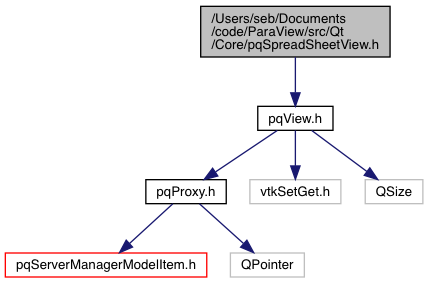 /Users/seb/Documents
/code/ParaView/src/Qt
/Core/pqSpreadSheetView.h
pqView.h
pqProxy.h
vtkSetGet.h
QSize
pqServerManagerModelItem.h
QPointer